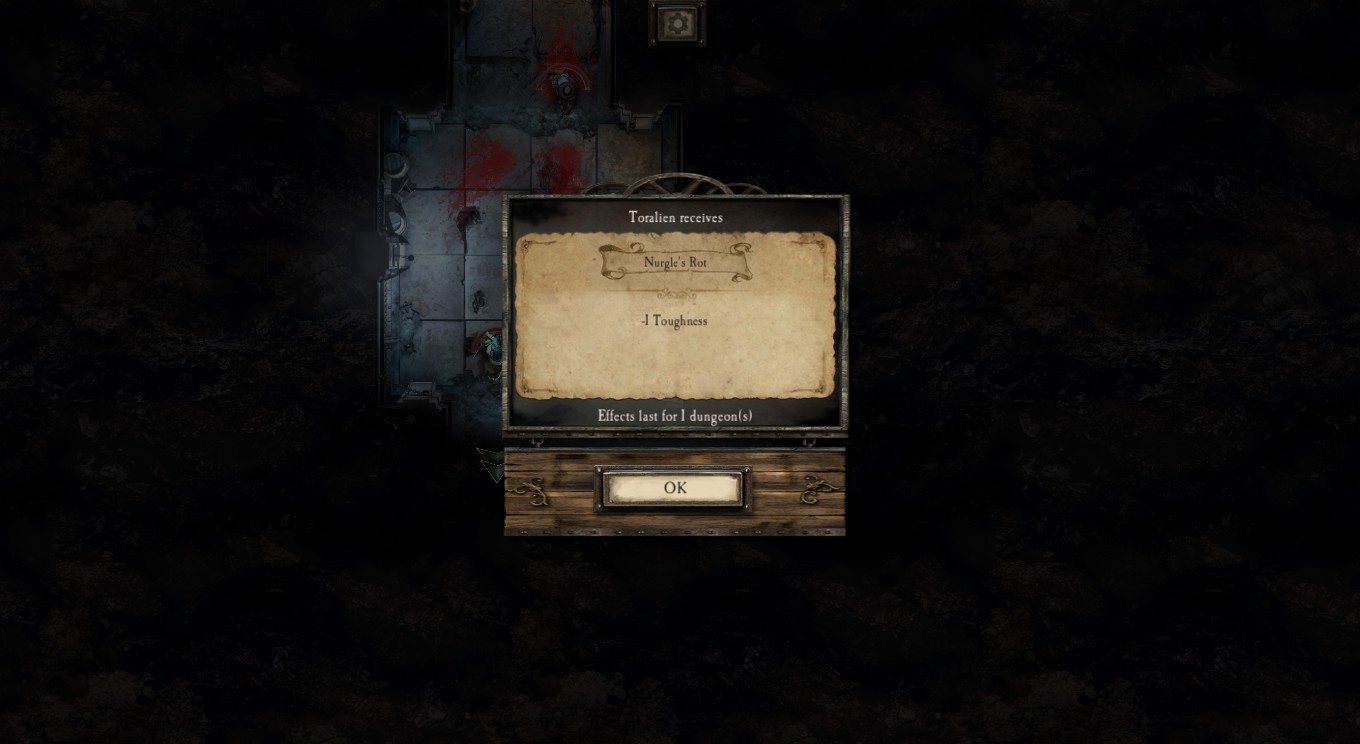 Toralien receives
Nurgle's Rot
-1 Toughness
Effects last for 1 dungeon(s)
OK